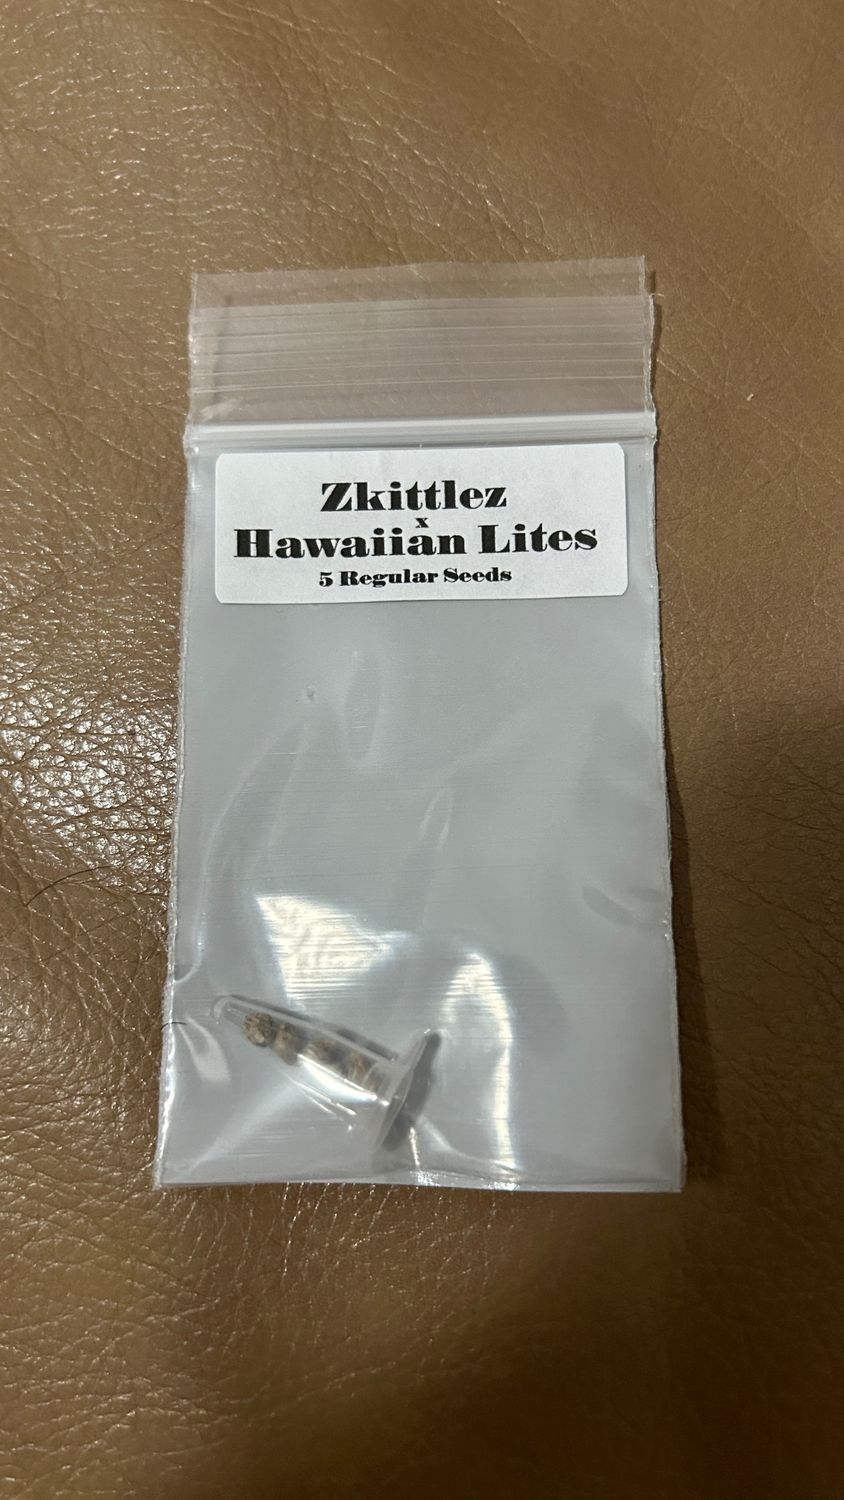 Zkittlez
x
Hawaiian Lites
5 Regular Seeds